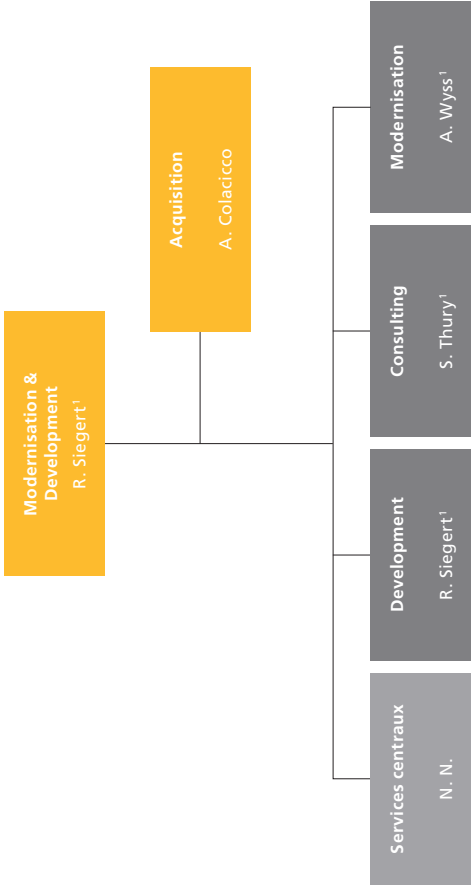 Modernisation &
Development
R. Siegert¹
Acquisition
A. Colacicco
Services centraux
N. N.
Development
R. Siegert¹
Consulting
S. Thury¹
Modernisation
A. Wyss¹